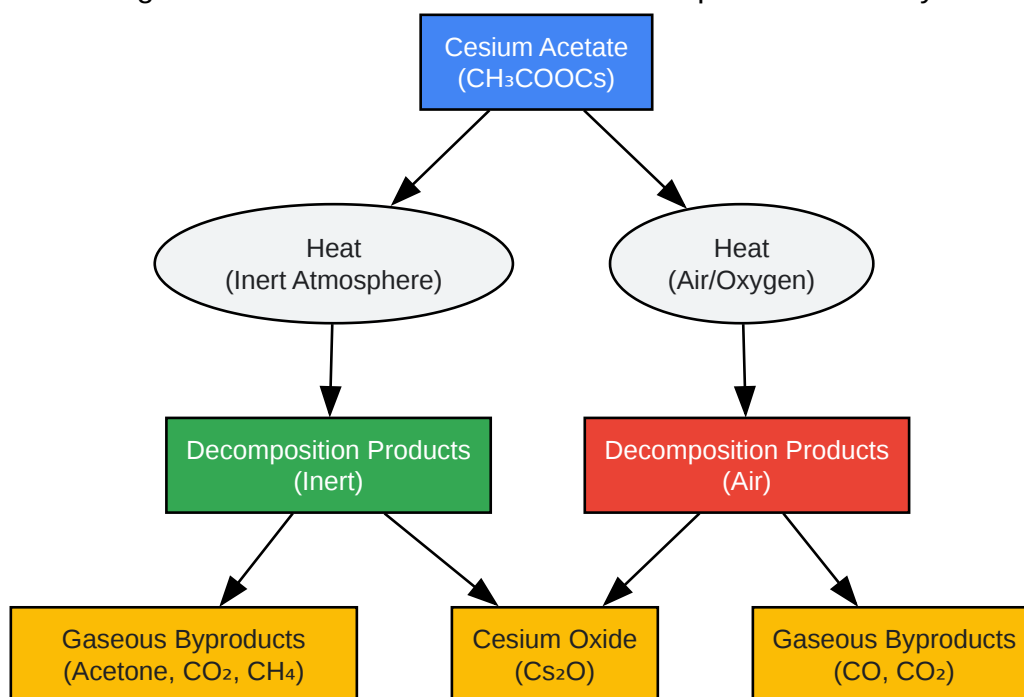 Cesium Acetate
(CH₃COOCs)
Heat
(Inert Atmosphere)
Heat
(Air/Oxygen)
Decomposition Products
(Inert)
Decomposition Products
(Air)
Gaseous Byproducts
(Acetone, CO₂, CH₄)
Cesium Oxide
(Cs₂O)
Gaseous Byproducts
(CO, CO₂)